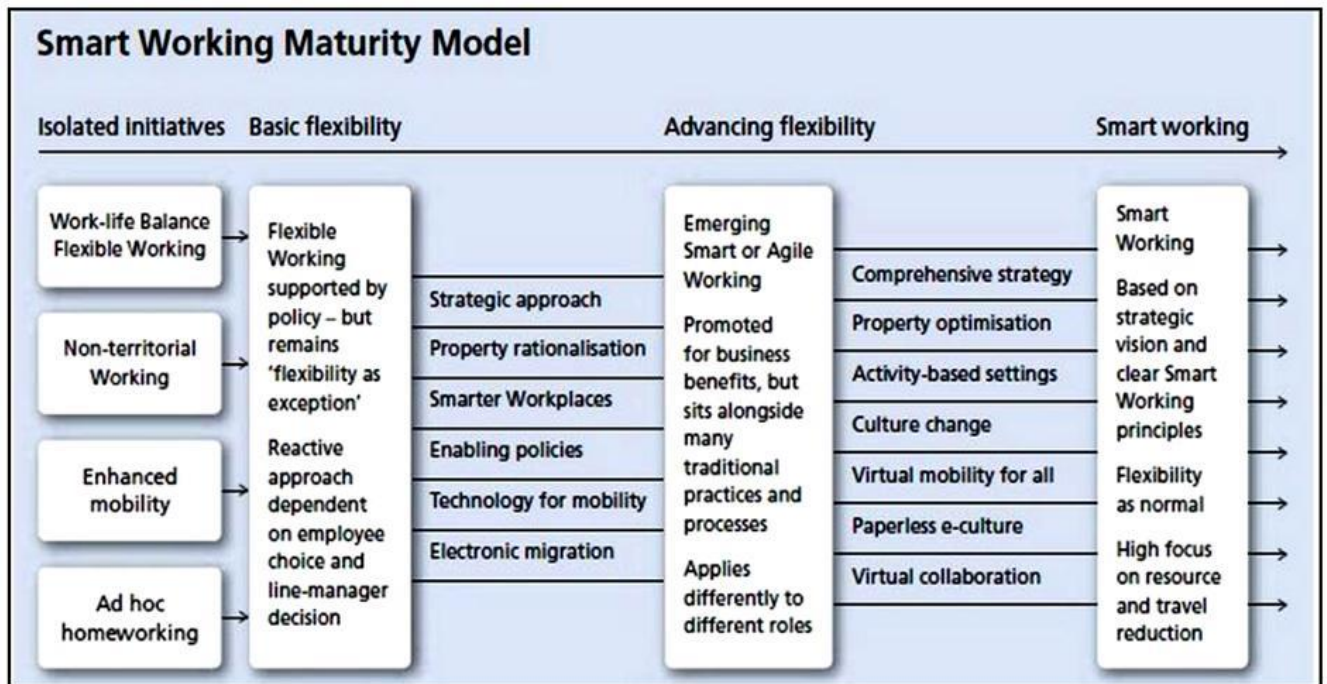 Smart Working Maturity Model
Isolated initiatives
Basic flexibility
Advancing flexibility
Smart working
Work-life Balance
Flexible Working
Non-territorial
Working
Enhanced
mobility
Ad hoc
homeworking
Flexible
Working
supported by
policy – but
remains
‘flexibility as
exception’
Reactive
approach
dependent
on employee
choice and
line-manager
decision
Strategic approach
Property rationalisation
Smarter Workplaces
Enabling policies
Technology for mobility
Electronic migration
Emerging
Smart or Agile
Working
Promoted
for business
benefits, but
sits alongside
many
traditional
practices and
processes
Applies
differently to
different roles
Comprehensive strategy
Property optimisation
Activity-based settings
Culture change
Virtual mobility for all
Paperless e-culture
Virtual collaboration
Smart
Working
Based on
strategic
vision and
clear Smart
Working
principles
Flexibility
as normal
High focus
on resource
and travel
reduction